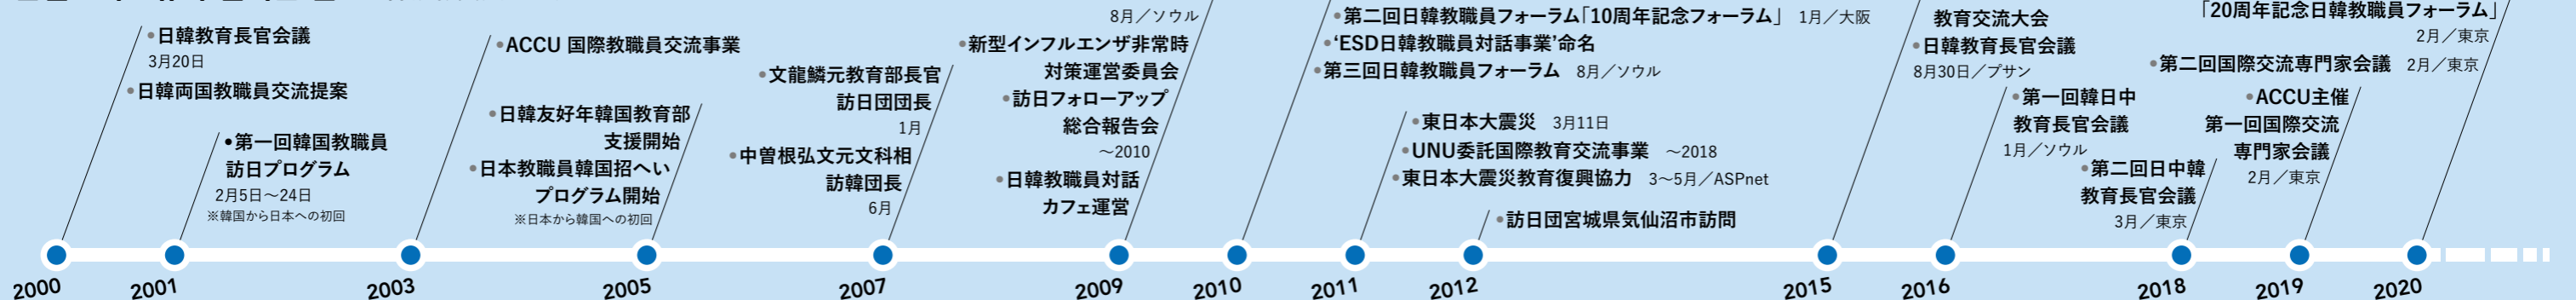 •日韓教育長官会議
3月20日
•日韓両国教職員交流提案
•第一回韓国教職員
訪日プログラム
2月5日〜24日
※韓国から日本への初回
•ACCU 国際教職員交流事業
•日韓友好年韓国教育部
支援開始
•日本教職員韓国招へい
プログラム開始
※日本から韓国への初回
•文龍鱗元教育部長官
訪日団団長
1月
•中曽根弘文元文科相
訪韓団長
6月
8月／ソウル
•新型インフルエンザ非常時
対策運営委員会
•訪日フォローアップ
総合報告会
〜2010
•日韓教職員対話
カフェ運営
•第二回日韓教職員フォーラム「10周年記念フォーラム」 1月／大阪
•‘ESD日韓教職員対話事業’命名
•第三回日韓教職員フォーラム 8月／ソウル
•東日本大震災 3月11日
•UNU委託国際教育交流事業 〜2018
•東日本大震災教育復興協力 3〜5月／ASPnet
•訪日団宮城県気仙沼市訪問
教育交流大会
•日韓教育長官会議
8月30日／プサン
•第一回韓日中
教育長官会議
1月／ソウル
•第二回日中韓
教育長官会議
3月／東京
「20周年記念日韓教職員フォーラム」
2月／東京
•第二回国際交流専門家会議 2月／東京
•ACCU主催
第一回国際交流
専門家会議
2月／東京
2000 2001 2003 2005 2007 2009 2010 2011 2012 2015 2016 2018 2019 2020